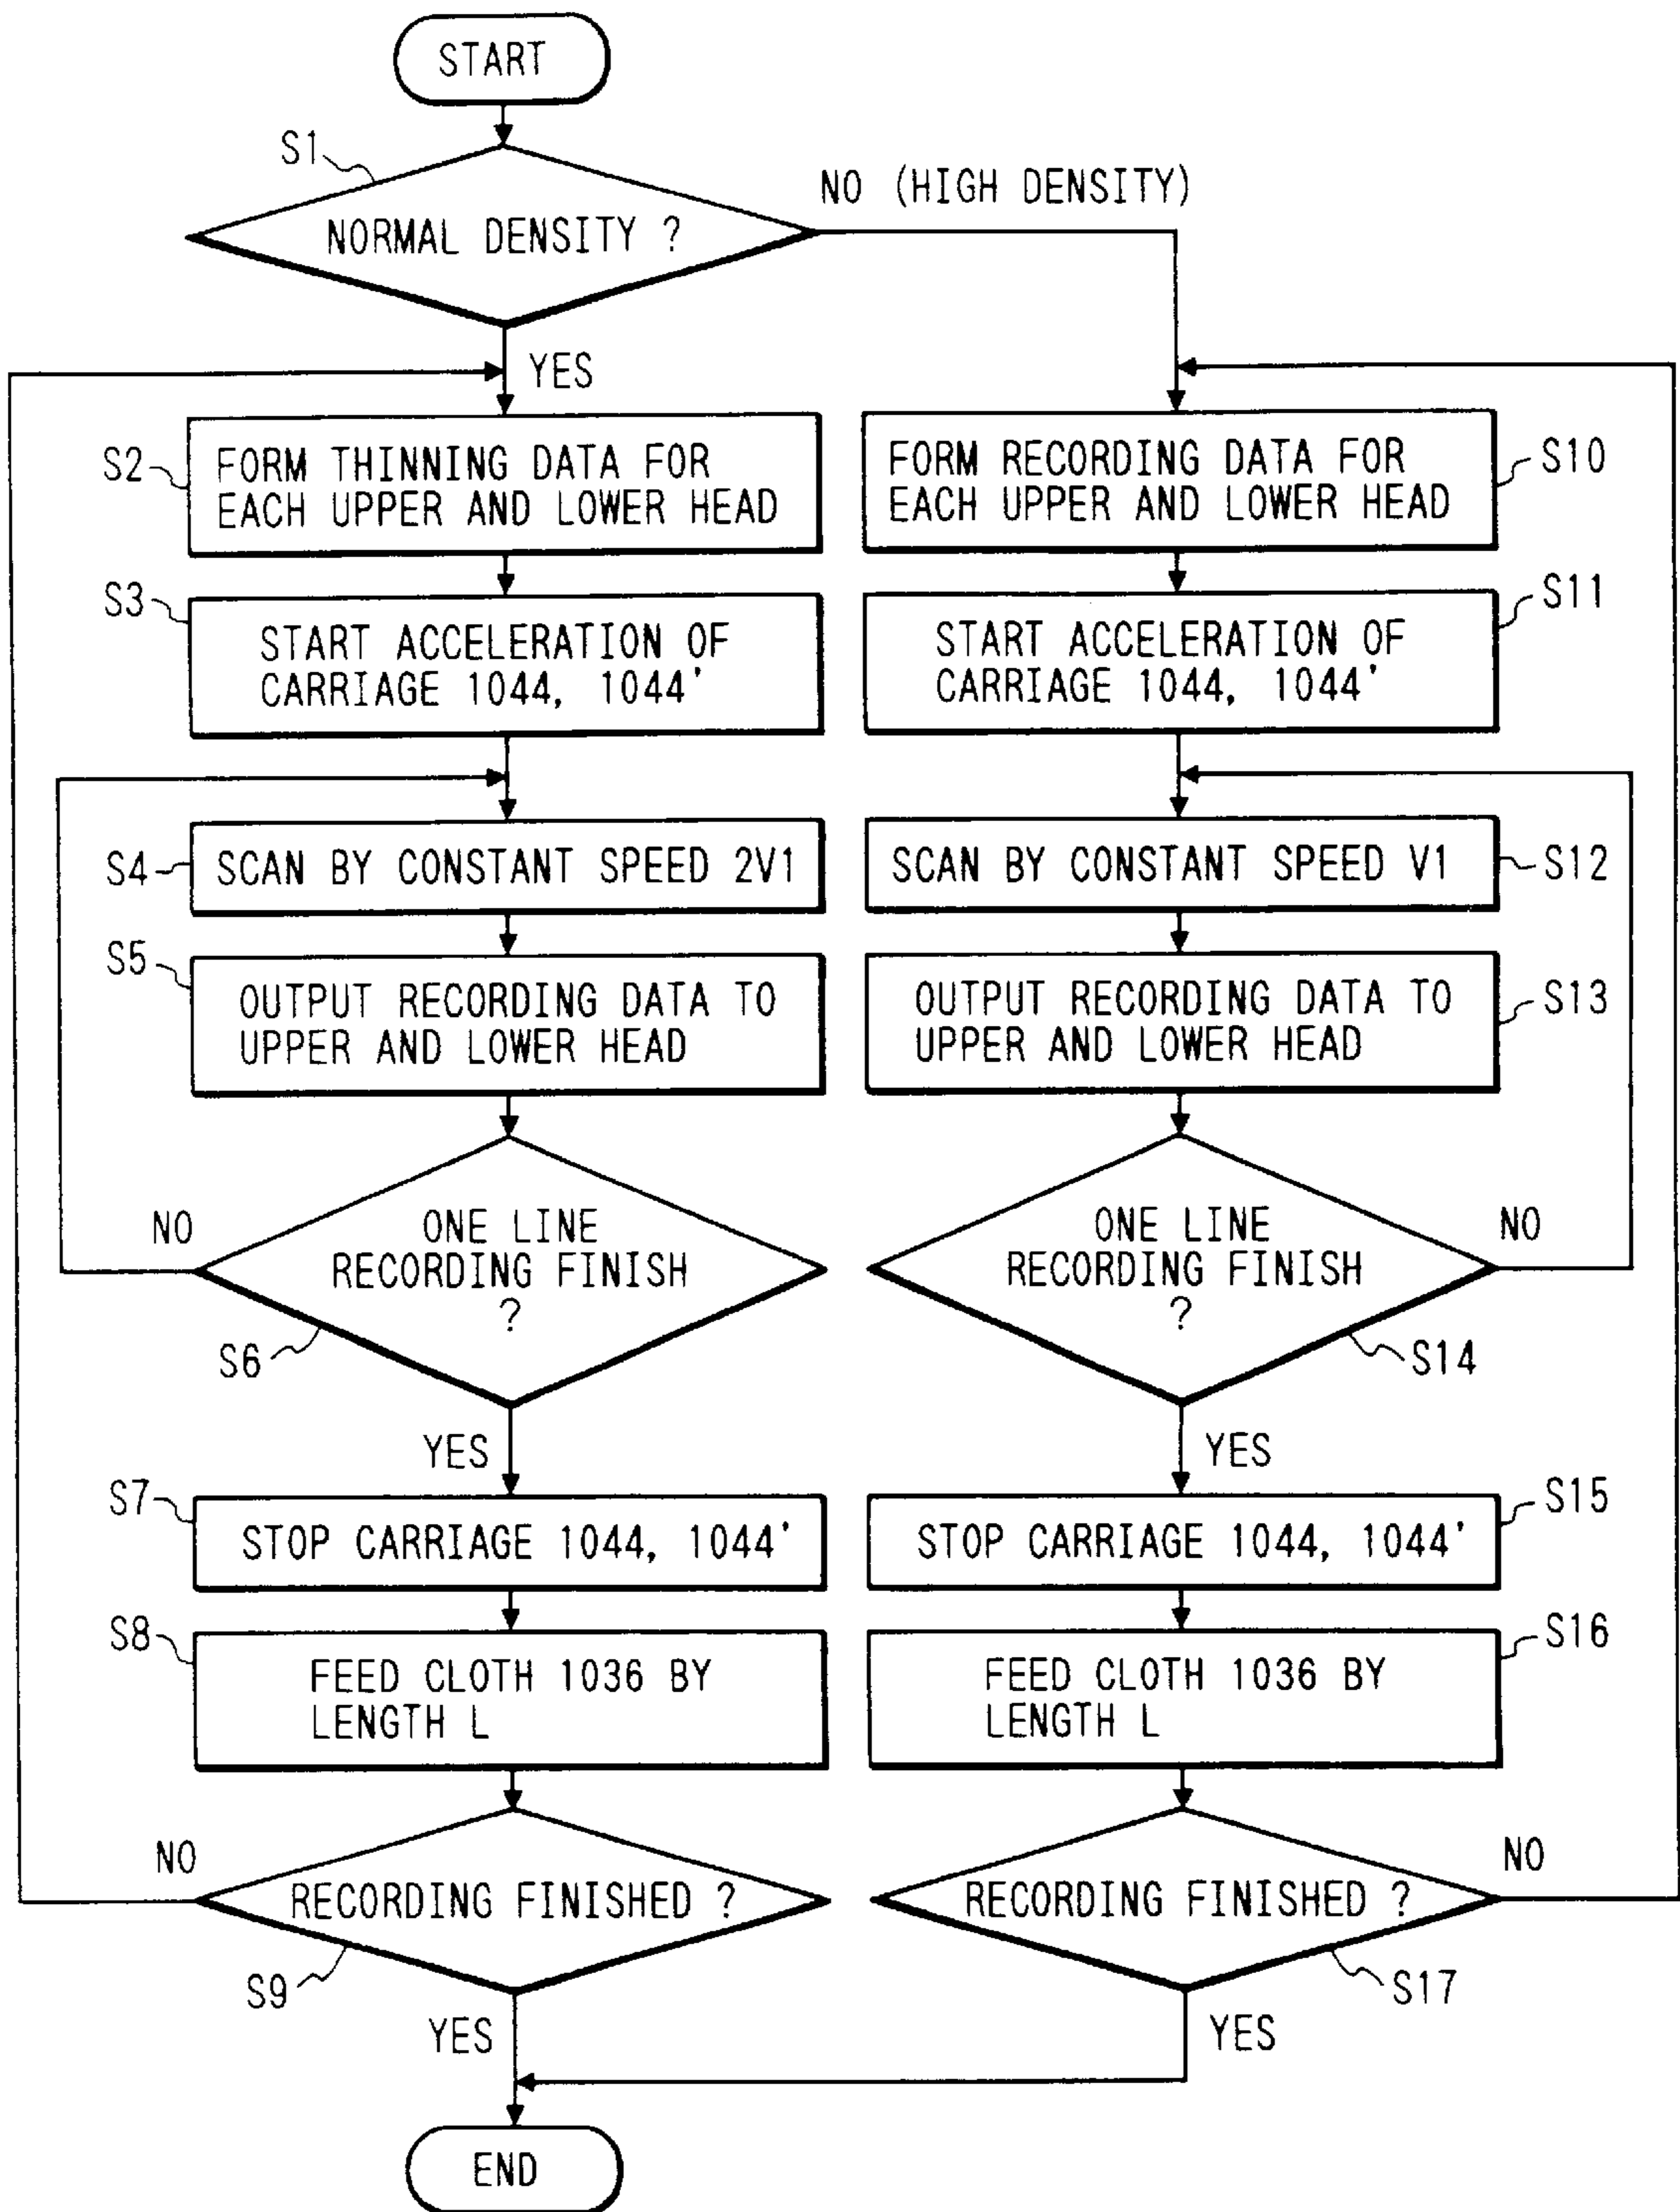 START
S1
NORMAL DENSITY ?
NO (HIGH DENSITY)
YES
S2
FORM THINNING DATA FOR
EACH UPPER AND LOWER HEAD
S3
START ACCELERATION OF
CARRIAGE 1044, 1044'
S4
SCAN BY CONSTANT SPEED 2V1
S5
OUTPUT RECORDING DATA TO
UPPER AND LOWER HEAD
NO
ONE LINE
RECORDING FINISH
?
S6
YES
S7
STOP CARRIAGE 1044, 1044'
S8
FEED CLOTH 1036 BY
LENGTH L
NO
RECORDING FINISHED ?
S9
YES
FORM RECORDING DATA FOR
EACH UPPER AND LOWER HEAD
S10
START ACCELERATION OF
CARRIAGE 1044, 1044'
S11
SCAN BY CONSTANT SPEED V1
S12
OUTPUT RECORDING DATA TO
UPPER AND LOWER HEAD
S13
ONE LINE
RECORDING FINISH
?
NO
S14
YES
STOP CARRIAGE 1044, 1044'
S15
FEED CLOTH 1036 BY
LENGTH L
S16
RECORDING FINISHED ?
NO
S17
YES
END